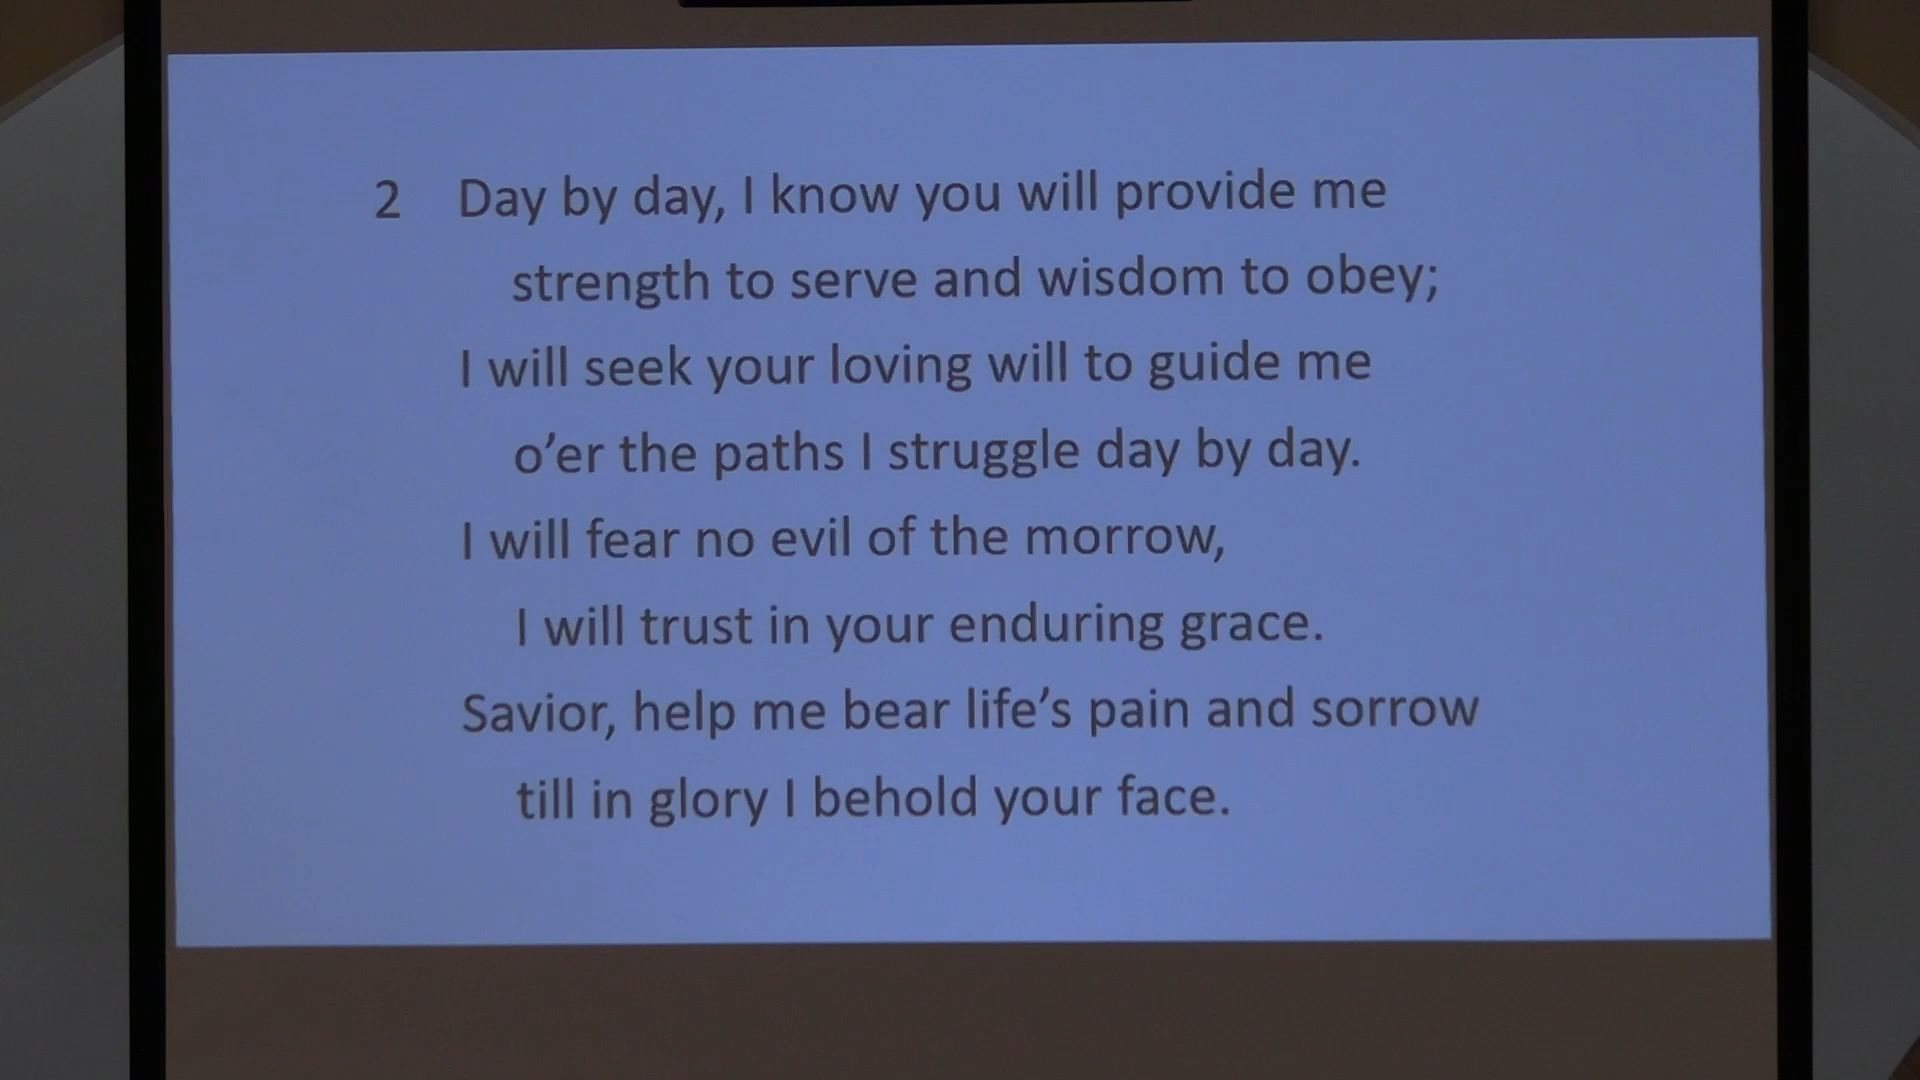 2 Day by day, I know you will provide me
strength to serve and wisdom to obey;
I will seek your loving will to guide me
o’er the paths I struggle day by day.
I will fear no evil of the morrow,
I will trust in your enduring grace.
Savior, help me bear life’s pain and sorrow
till in glory I behold your face.